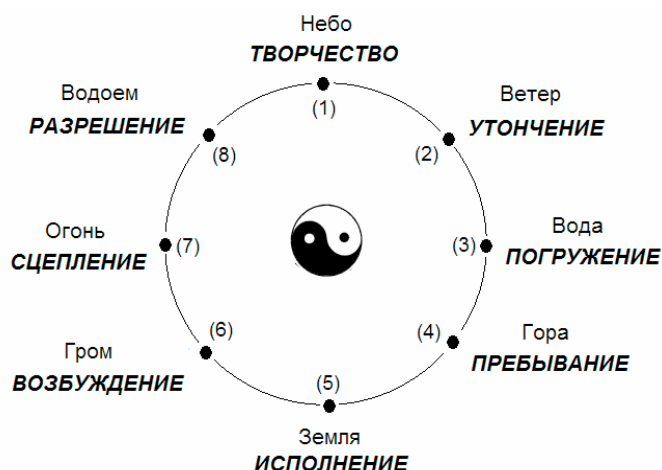 Небо
ТВОРЧЕСТВО
(1)
Ветер
УТОНЧЕНИЕ
(2)
Вода
ПОГРУЖЕНИЕ
(3)
Гора
ПРЕБЫВАНИЕ
(4)
(5)
Земля
ИСПОЛНЕНИЕ
(6)
Гром
ВОЗБУЖДЕНИЕ
(7)
Огонь
СЦЕПЛЕНИЕ
(8)
Водоем
РАЗРЕШЕНИЕ